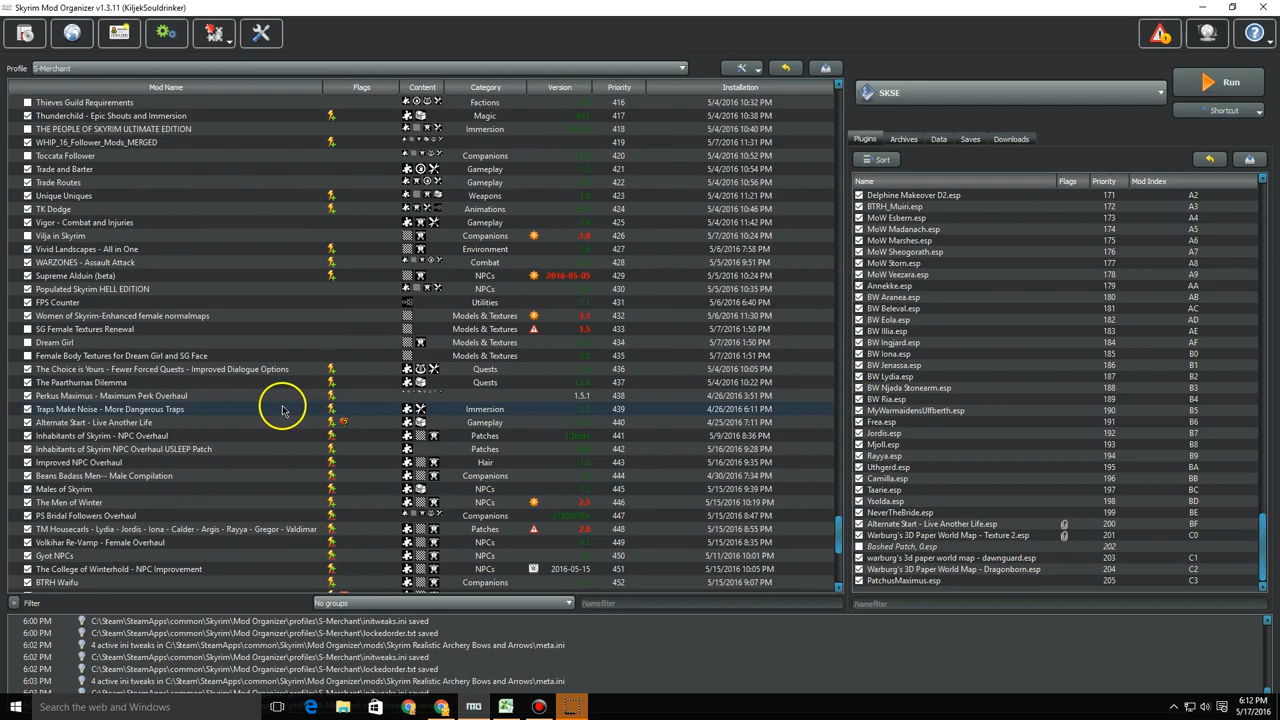 Skyrim Mod Organizer v1.3.11 (KiljekSouldrinker)
Profile S-Merchant
Mod Name Flags Content Category Version Priority Installation
Thieves Guild Requirements Factions 416 5/4/2016 10:32 PM
Thunderchild - Epic Shouts and Immersion Magic 4.01 417 5/4/2016 10:38 PM
THE PEOPLE OF SKYRIM ULTIMATE EDITION Immersion 418 5/4/2016 10:40 PM
WHIP_16_Follower_Mods_MERGED 419 5/7/2016 11:31 PM
Toccata Follower Companions 420 5/4/2016 10:52 PM
Trade and Barter Gameplay 421 5/4/2016 10:54 PM
Trade Routes Gameplay 422 5/4/2016 10:56 PM
Unique Uniques Weapons 423 5/4/2016 11:21 PM
TK Dodge Animations 424 5/4/2016 10:46 PM
Vigor - Combat and Injuries Gameplay 425 5/4/2016 11:34 PM
Vilja in Skyrim Companions .1.0 426 5/7/2016 10:24 PM
Vivid Landscapes - All in One Environment 427 5/6/2016 7:58 PM
WARZONES - Assault Attack Combat 428 5/5/2016 9:51 PM
Supreme Alduin (beta) NPCs 2016-05-05 429 5/5/2016 10:24 PM
Populated Skyrim HELL EDITION NPCs 430 5/5/2016 10:35 PM
FPS Counter Utilities 431 5/6/2016 6:40 PM
Women of Skyrim-Enhanced female normalmaps Models & Textures 3.1 432 5/7/2016 1:50 PM
SG Female Textures Renewal Models & Textures 1.5 433 5/7/2016 1:50 PM
Dream Girl Models & Textures 434 5/7/2016 1:50 PM
Female Body Textures for Dream Girl and SG Face Models & Textures 435 5/7/2016 1:51 PM
The Choice is Yours - Fewer Forced Quests - Improved Dialogue Options Quests 436 5/4/2016 10:05 PM
The Paarthurnax Dilemma Quests 437 5/4/2016 10:22 PM
Perkus Maximus - Maximum Perk Overhaul 1.5.1 438 4/26/2016 3:51 PM
Traps Make Noise - More Dangerous Traps Immersion 439 4/26/2016 6:11 PM
Alternate Start - Live Another Life Gameplay 440 4/25/2016 7:11 PM
Inhabitants of Skyrim - NPC Overhaul Patches 1.5beta 441 5/9/2016 8:36 PM
Inhabitants of Skyrim NPC Overhaul USLEEP Patch Patches 442 5/16/2016 9:28 PM
Improved NPC Overhaul Hair 443 5/15/2016 9:39 PM
Beans Badass Men-- Male Compilation Companions 444 4/30/2016 7:34 PM
Males of Skyrim NPCs 445 5/15/2016 9:39 PM
The Men of Winter NPCs 2.5 446 5/15/2016 10:19 PM
PS Bridal Followers Overhaul Companions 447 5/15/2016 8:47 PM
TM Housecarls - Lydia - Jordis - Iona - Calder - Argis - Rayya - Gregor - Valdimar Patches 2.0 448 5/15/2016 8:55 PM
Volkihar Re-Vamp - Female Overhaul NPCs 449 5/15/2016 8:52 PM
Gyot NPCs NPCs 450 5/11/2016 10:01 PM
The College of Winterhold - NPC Improvement NPCs 2016-05-15 451 5/15/2016 10:05 PM
BTRH Waifu Companions 452 5/15/2016 9:07 PM
Filter No groups Namefilter
SKSE
Run
Shortcut
Plugins Archives Data Saves Downloads
Sort
Name Flags Priority Mod Index
Delphine Makeover D2.esp 171 A2
BTRH_Muiri.esp 172 A3
MoW Esbern.esp 173 A4
MoW Madanach.esp 174 A5
MoW Marshes.esp 175 A6
MoW Sheogorath.esp 176 A7
MoW Storn.esp 177 A8
MoW Veezara.esp 178 A9
Annekke.esp 179 AA
BW Aranea.esp 180 AB
BW Beleval.esp 181 AC
BW Eola.esp 182 AD
BW Illia.esp 183 AE
BW Ingjard.esp 184 AF
BW Iona.esp 185 B0
BW Lydia.esp 186 B1
BW Njada Stonearm.esp 187 B2
BW Ria.esp 188 B3
MyWarmaidensUlfberth.esp 189 B4
Frea.esp 190 B5
Jordis.esp 191 B6
Mjoll.esp 192 B7
Rayya.esp 193 B8
Uthgerd.esp 194 B9
Camilla.esp 195 BA
Taarie.esp 196 BB
Ysolda.esp 197 BC
NeverTheBride.esp 199 BE
Alternate Start - Live Another Life.esp 200 BF
Warburg's 3D Paper World Map - Texture 2.esp 201 C0
Bashed Patch, 0.esp 202
warburg's 3d paper world map - dawnguard.esp 203 C1
Warburg's 3D Paper World Map - Dragonborn.esp 204 C2
PatchusMaximus.esp 205 C3
Namefilter
6:00 PM C:\Steam\SteamApps\common\Skyrim\Mod Organizer\profiles\S-Merchant\initweaks.ini saved
6:00 PM C:\Steam\SteamApps\common\Skyrim\Mod Organizer\profiles\S-Merchant\lockedorder.txt saved
6:02 PM 4 active ini tweaks in C:\Steam\SteamApps\common\Skyrim\Mod Organizer\mods\Skyrim Realistic Archery Bows and Arrows\meta.ini
6:02 PM C:\Steam\SteamApps\common\Skyrim\Mod Organizer\profiles\S-Merchant\initweaks.ini saved
6:02 PM C:\Steam\SteamApps\common\Skyrim\Mod Organizer\profiles\S-Merchant\lockedorder.txt saved
6:03 PM 4 active ini tweaks in C:\Steam\SteamApps\common\Skyrim\Mod Organizer\mods\Skyrim Realistic Archery Bows and Arrows\meta.ini
Search the web and Windows
6:12 PM
5/17/2016